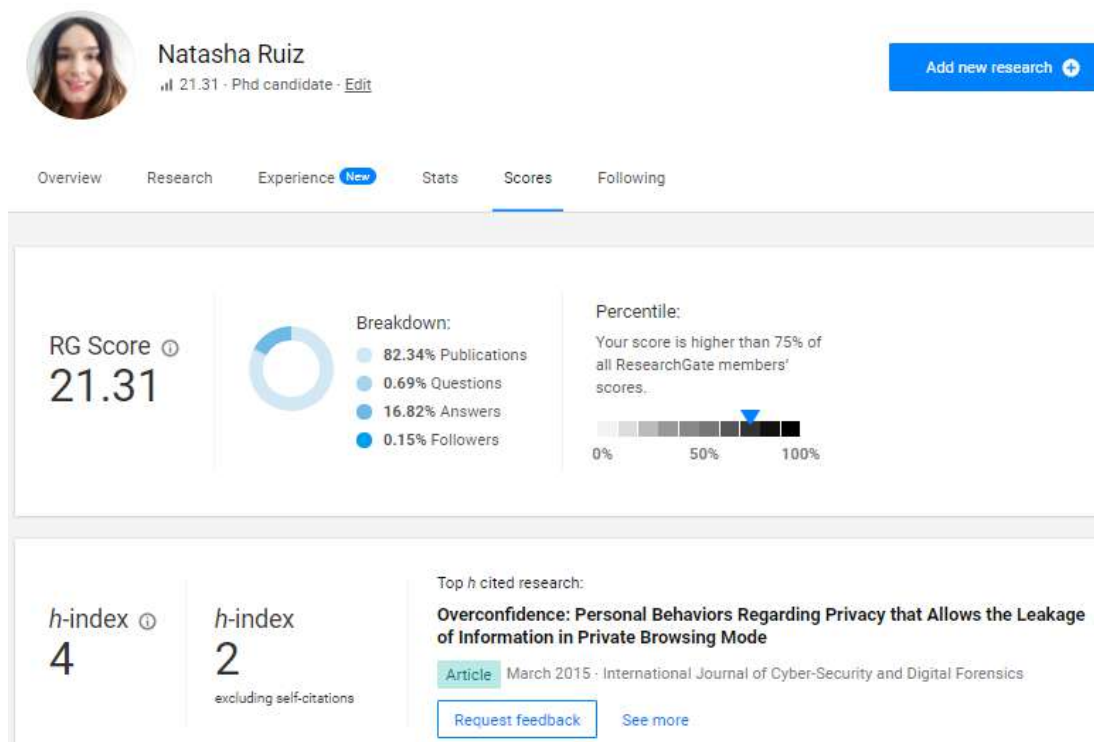 Natasha Ruiz
21.31 · Phd candidate · Edit
Add new research
Overview Research Experience New Stats Scores Following
RG Score
21.31
Breakdown:
82.34% Publications
0.69% Questions
16.82% Answers
0.15% Followers
Percentile:
Your score is higher than 75% of
all ResearchGate members'
scores.
0% 50% 100%
h-index
4
h-index
2
excluding self-citations
Top h cited research:
Overconfidence: Personal Behaviors Regarding Privacy that Allows the Leakage
of Information in Private Browsing Mode
Article March 2015 · International Journal of Cyber-Security and Digital Forensics
Request feedback See more